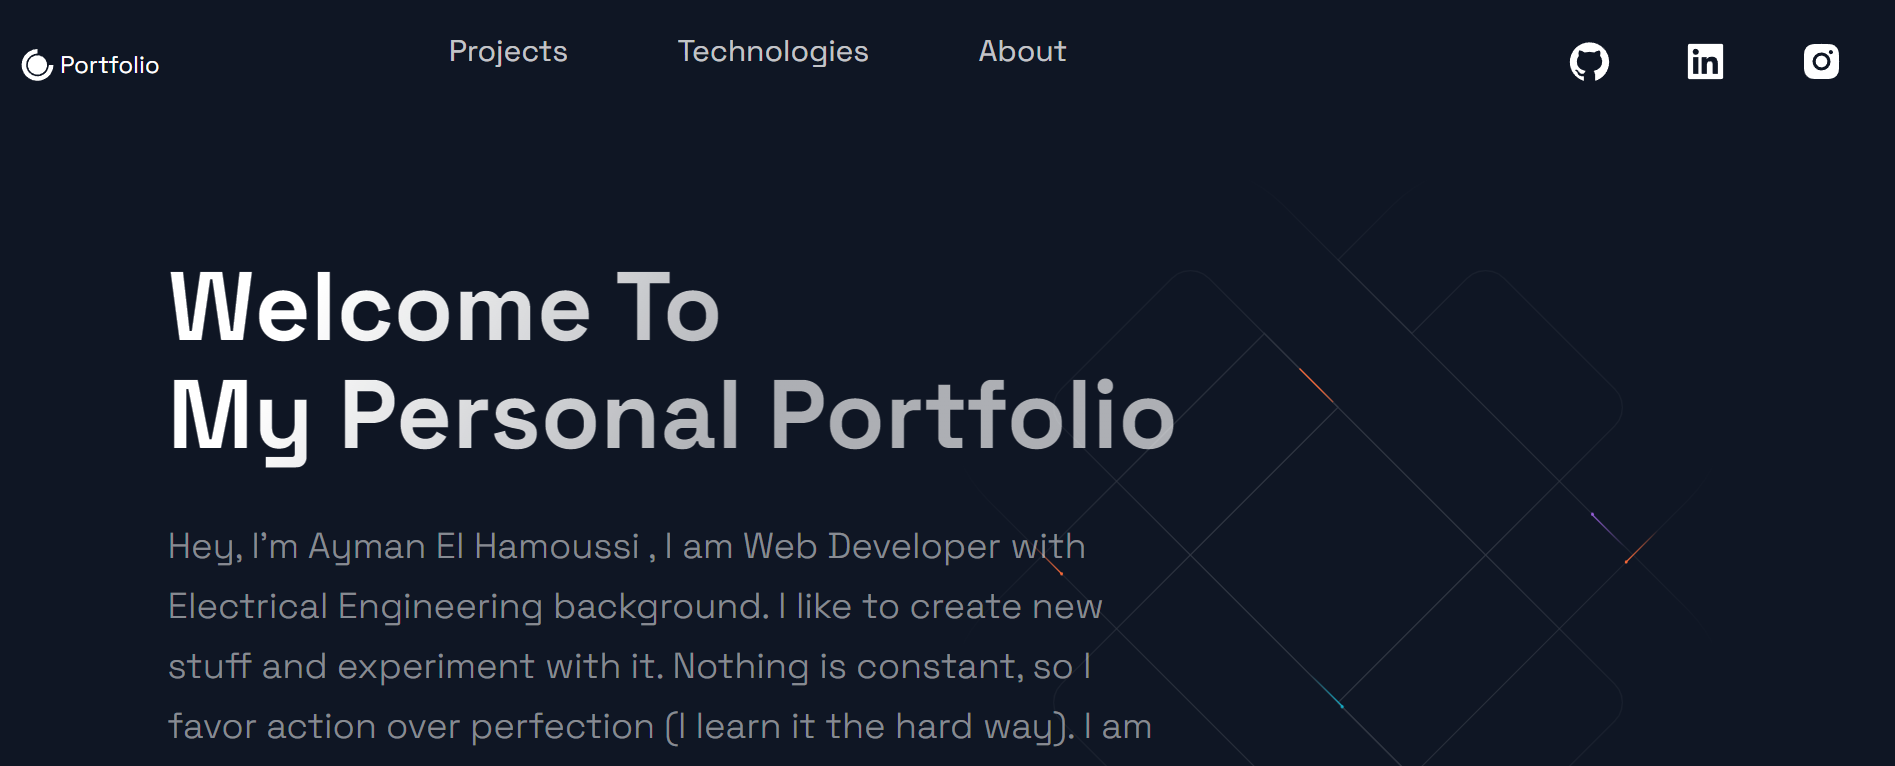 Portfolio
Projects
Technologies
About
Welcome To
My Personal Portfolio
Hey, I'm Ayman El Hamoussi , I am Web Developer with
Electrical Engineering background. I like to create new
stuff and experiment with it. Nothing is constant, so I
favor action over perfection (I learn it the hard way). I am